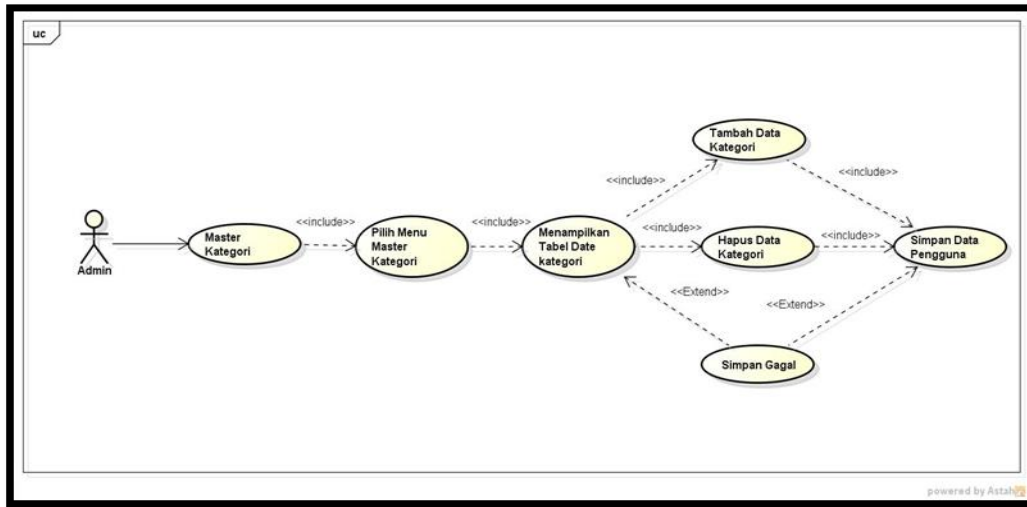 uc
Tambah Data
Kategori
<<include>>
<<include>>
<<include>>
<<include>>
<<include>>
<<include>>
Master
Kategori
Pilih Menu
Master
Kategori
Menampilkan
Tabel Date
kategori
Hapus Data
Kategori
Simpan Data
Pengguna
Admin
<<Extend>>
<<Extend>>
Simpan Gagal
powered by Astah